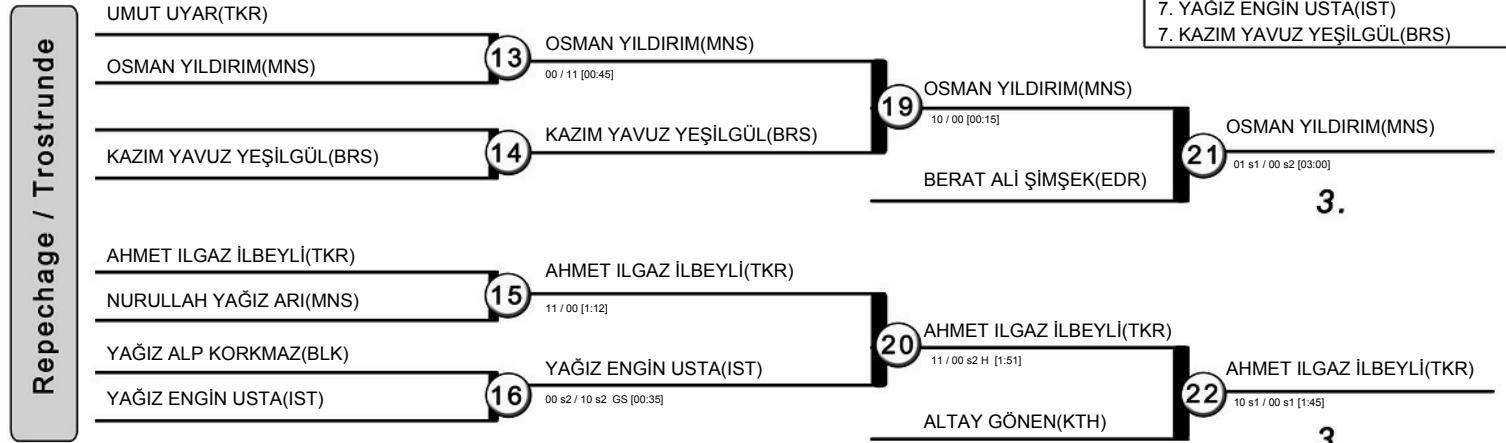 Repechage / Trostrunde
7. YAĞIZ ENGİN USTA(IST)
7. KAZIM YAVUZ YEŞİLGÜL(BRS)
UMUT UYAR(TKR)
OSMAN YILDIRIM(MNS)
13
OSMAN YILDIRIM(MNS)
00 / 11 [00:45]
KAZIM YAVUZ YEŞİLGÜL(BRS)
14
KAZIM YAVUZ YEŞİLGÜL(BRS)
19
OSMAN YILDIRIM(MNS)
10 / 00 [00:15]
BERAT ALİ ŞİMŞEK(EDR)
21
OSMAN YILDIRIM(MNS)
01 s1 / 00 s2 [03:00]
3.
AHMET ILGAZ İLBEYLİ(TKR)
NURULLAH YAĞIZ ARI(MNS)
15
AHMET ILGAZ İLBEYLİ(TKR)
11 / 00 [1:12]
YAĞIZ ALP KORKMAZ(BLK)
YAĞIZ ENGİN USTA(IST)
16
YAĞIZ ENGİN USTA(IST)
00 s2 / 10 s2 GS [00:35]
20
AHMET ILGAZ İLBEYLİ(TKR)
11 / 00 s2 H [1:51]
ALTAY GÖNEN(KTH)
22
AHMET ILGAZ İLBEYLİ(TKR)
10 s1 / 00 s1 [1:45]
3